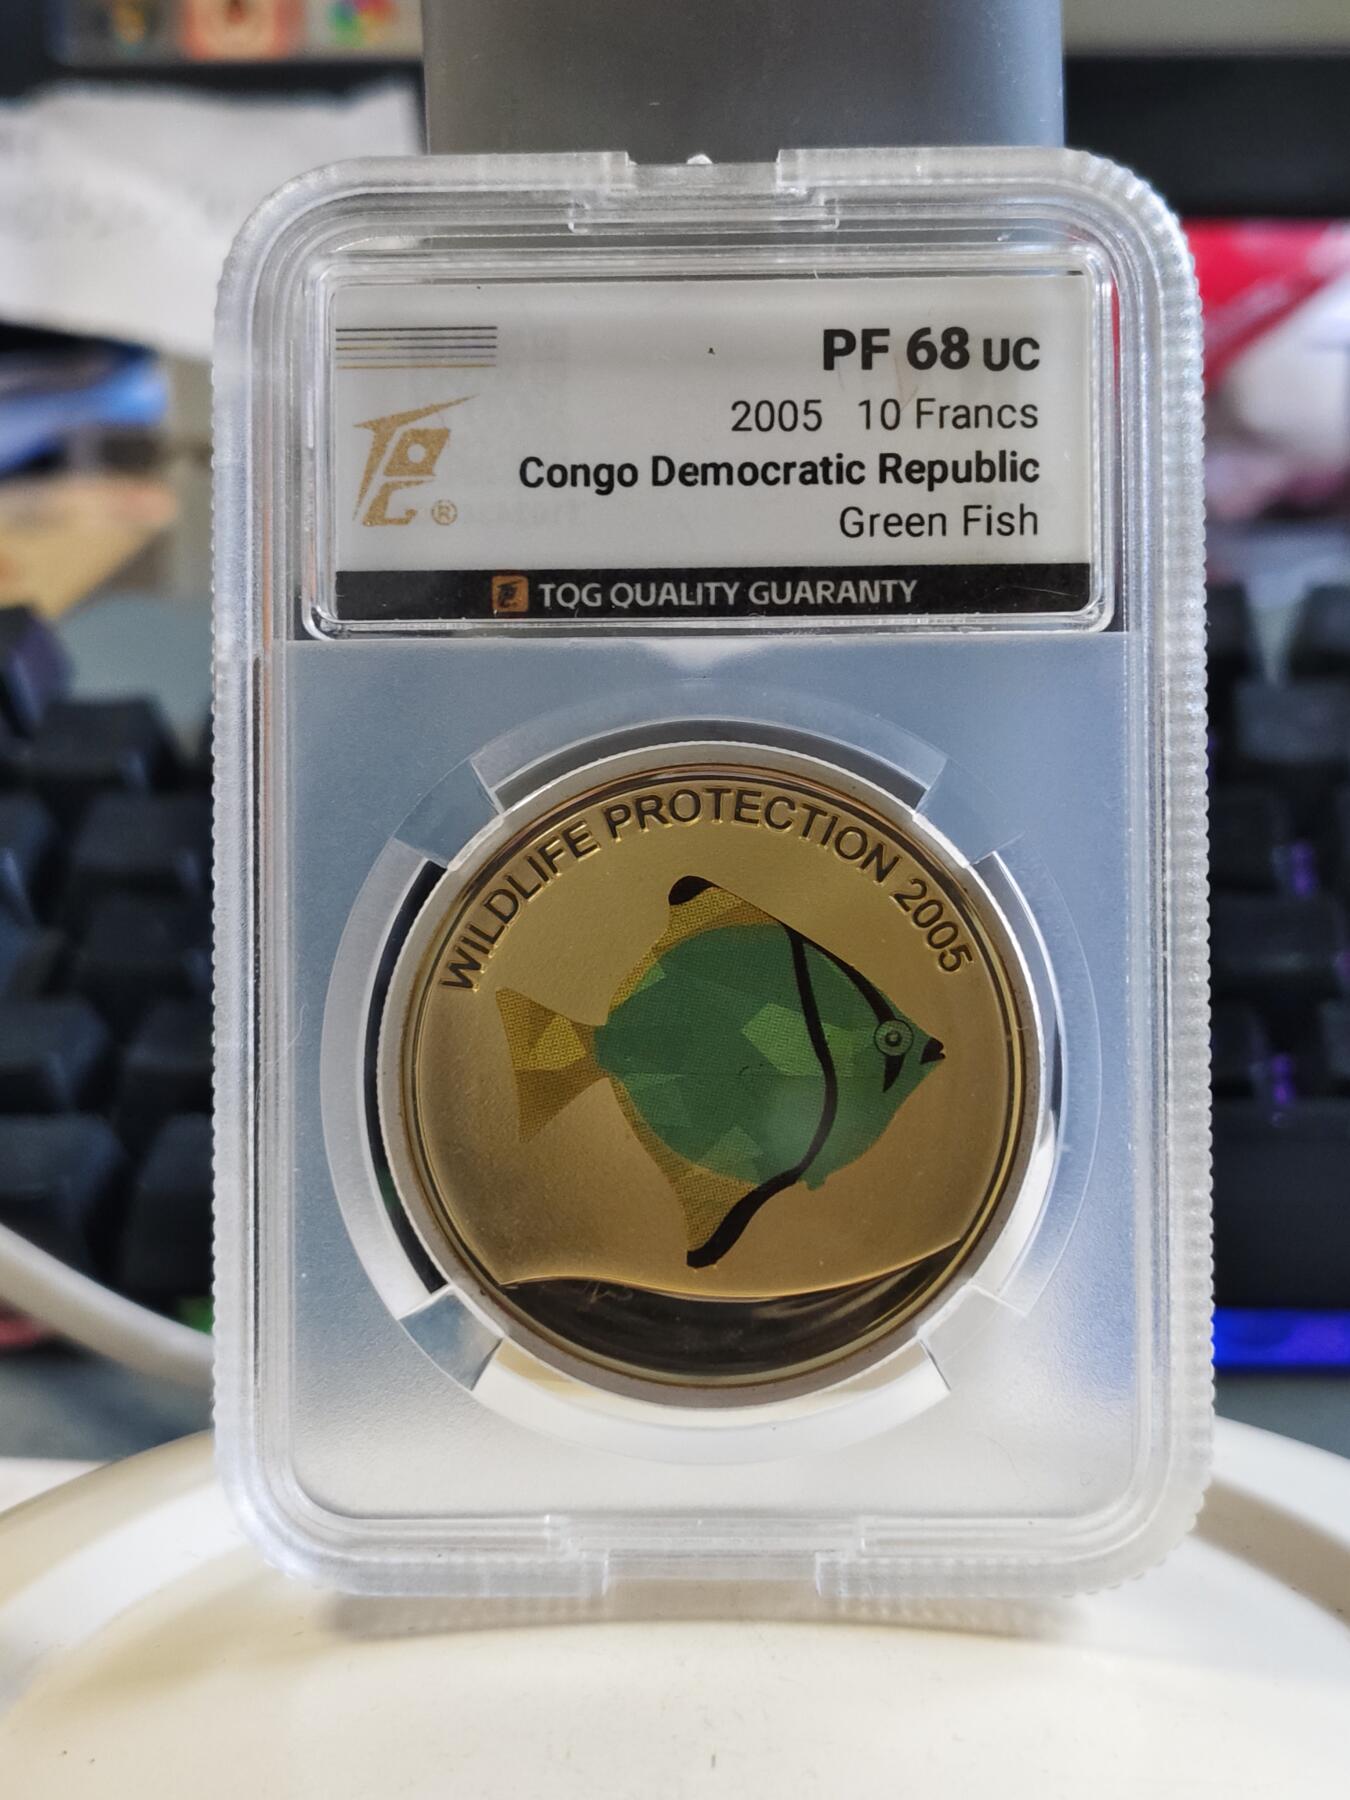 PF 68 UC
2005 10 Francs
Congo Democratic Republic
Green Fish
®
TQG QUALITY GUARANTY
WILDLIFE PROTECTION 2005